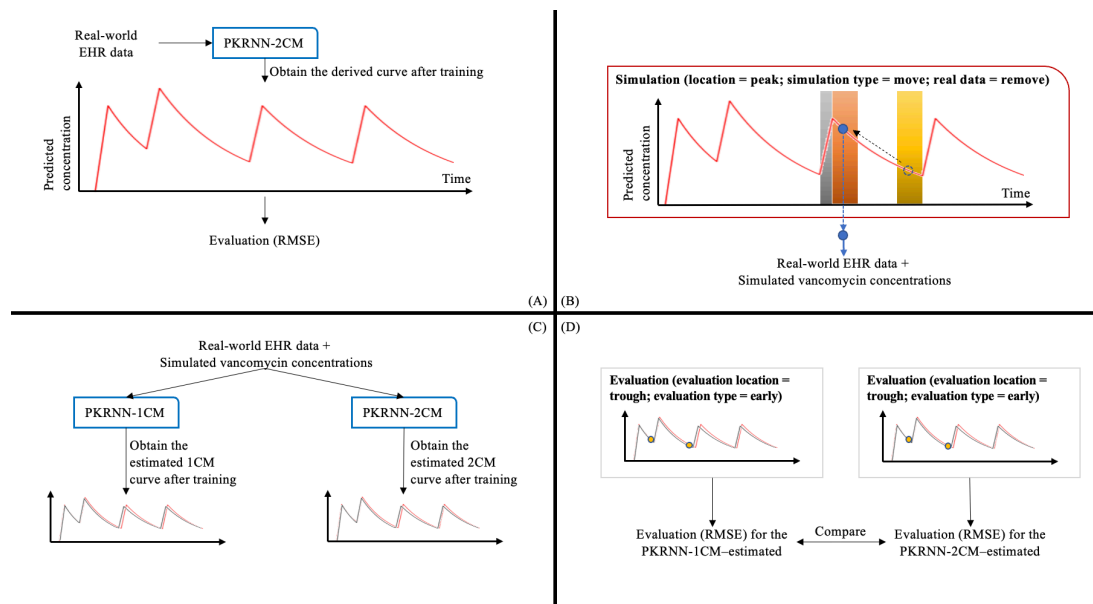 Real-world
EHR data
PKRNN-2CM
Obtain the derived curve after training
Predicted
concentration
Time
Evaluation (RMSE)
(A)
Simulation (location = peak; simulation type = move; real data = remove)
Predicted
concentration
Time
Real-world EHR data +
Simulated vancomycin concentrations
(B)
(C)
Real-world EHR data +
Simulated vancomycin concentrations
PKRNN-1CM
PKRNN-2CM
Obtain the
estimated 1CM
curve after training
Obtain the
estimated 2CM
curve after training
(D)
Evaluation (evaluation location =
trough; evaluation type = early)
Evaluation (evaluation location =
trough; evaluation type = early)
Evaluation (RMSE) for the
PKRNN-1CM–estimated
Compare
Evaluation (RMSE) for the
PKRNN-2CM–estimated